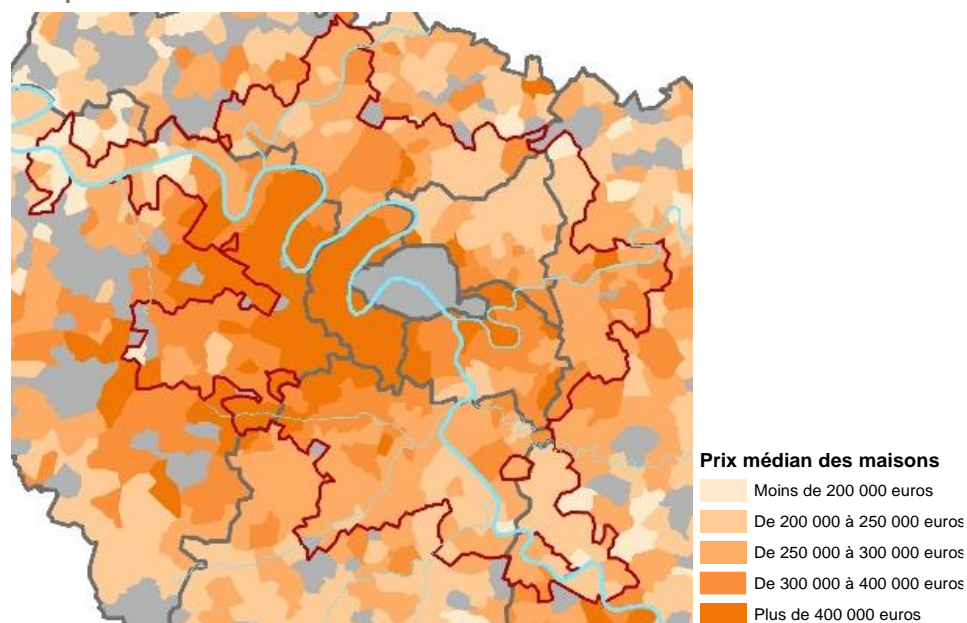 Prix médian des maisons
Moins de 200 000 euros
De 200 000 à 250 000 euros
De 250 000 à 300 000 euros
De 300 000 à 400 000 euros
Plus de 400 000 euros